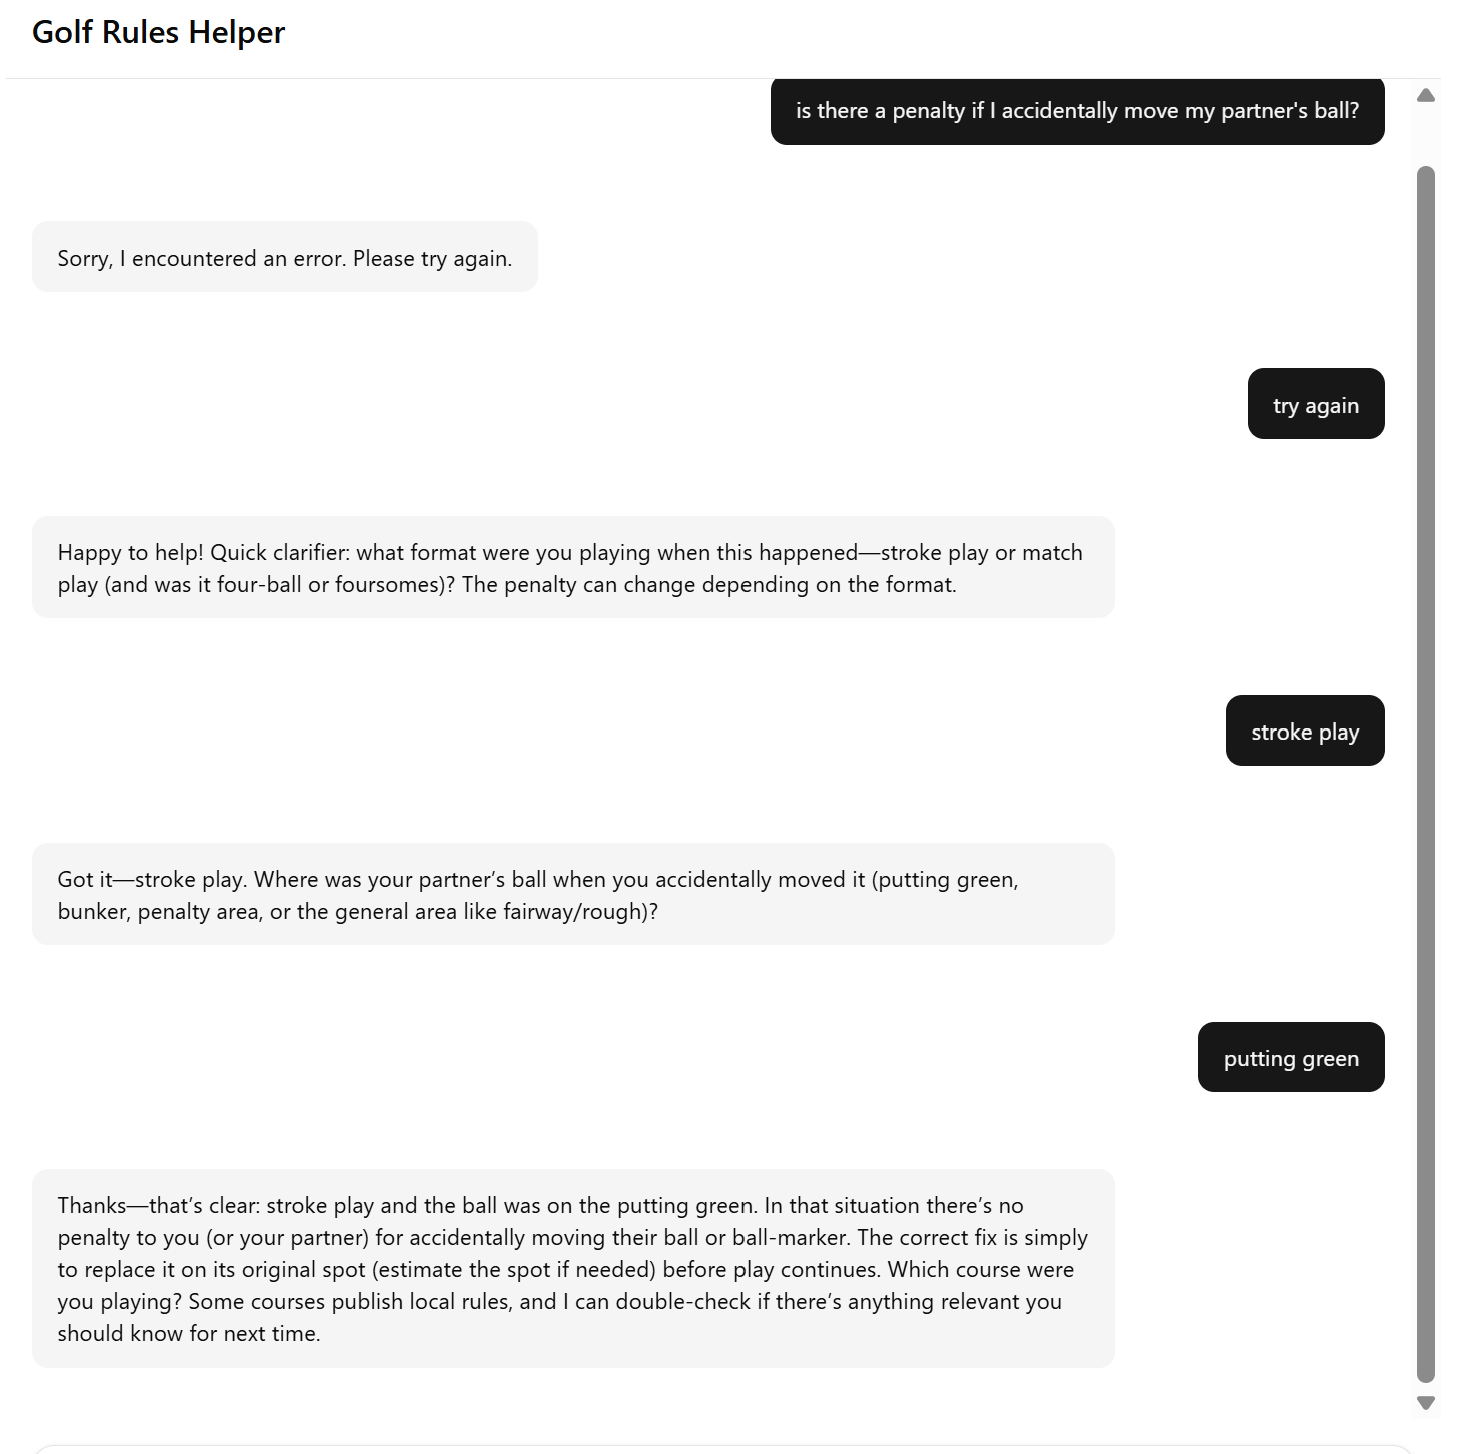 Golf Rules Helper
is there a penalty if I accidentally move my partner's ball?
Sorry, I encountered an error. Please try again.
try again
Happy to help! Quick clarifier: what format were you playing when this happened—stroke play or match
play (and was it four-ball or foursomes)? The penalty can change depending on the format.
stroke play
Got it—stroke play. Where was your partner’s ball when you accidentally moved it (putting green,
bunker, penalty area, or the general area like fairway/rough)?
putting green
Thanks—that’s clear: stroke play and the ball was on the putting green. In that situation there’s no
penalty to you (or your partner) for accidentally moving their ball or ball-marker. The correct fix is simply
to replace it on its original spot (estimate the spot if needed) before play continues. Which course were
you playing? Some courses publish local rules, and I can double-check if there’s anything relevant you
should know for next time.